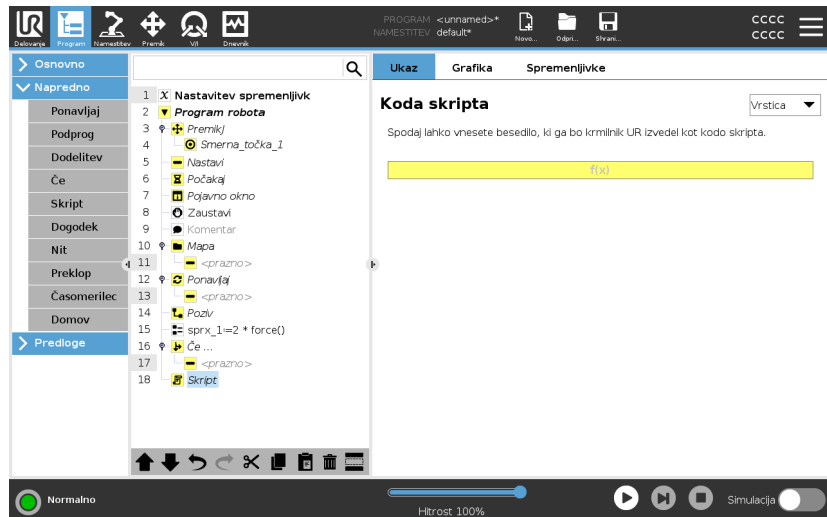 UR
PROGRAM <unnamed>*
NAMESTITEV default*
CCCC
CCCC
Delovanje Program Namestitev Premik V/I Dnevnik
Novo... Odpri... Shrani...
Osnovno
Napredno
Ponavljaj
Podprog
Dodelitev
Če
Skript
Dogodek
Nit
Preklop
Časomerilec
Domov
Predloge
1 X Nastavitev spremenljivk
2 Program robota
3 PremikJ
4 Smerna_točka_1
5 Nastavi
6 Počakaj
7 Pojavno okno
8 Zaustavi
9 Komentar
10 Mapa
11 <prazno>
12 Ponavljaj
13 <prazno>
14 Poziv
15 sprx_1≔2 * force()
16 Če ...
17 <prazno>
18 Skript
Ukaz Grafika Spremenljivke
Koda skripta
Vrstica
Spodaj lahko vnesete besedilo, ki ga bo krmilnik UR izvedel kot kodo skripta.
f(x)
Normalno
Hitrost 100%
Simulacija